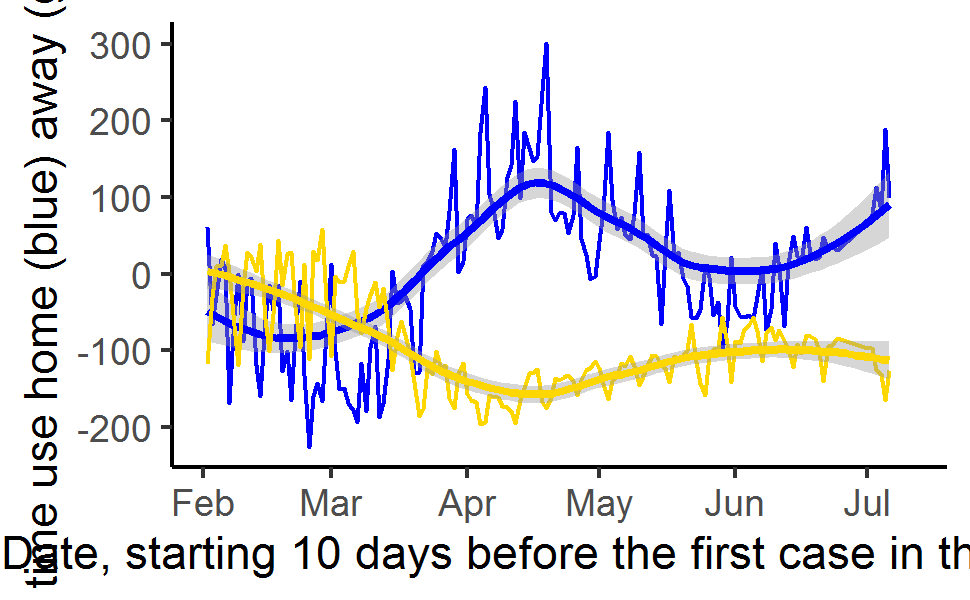 time use home (blue) away (
300
200
100
0
-100
-200
Feb Mar Apr May Jun Jul
Date, starting 10 days before the first case in th